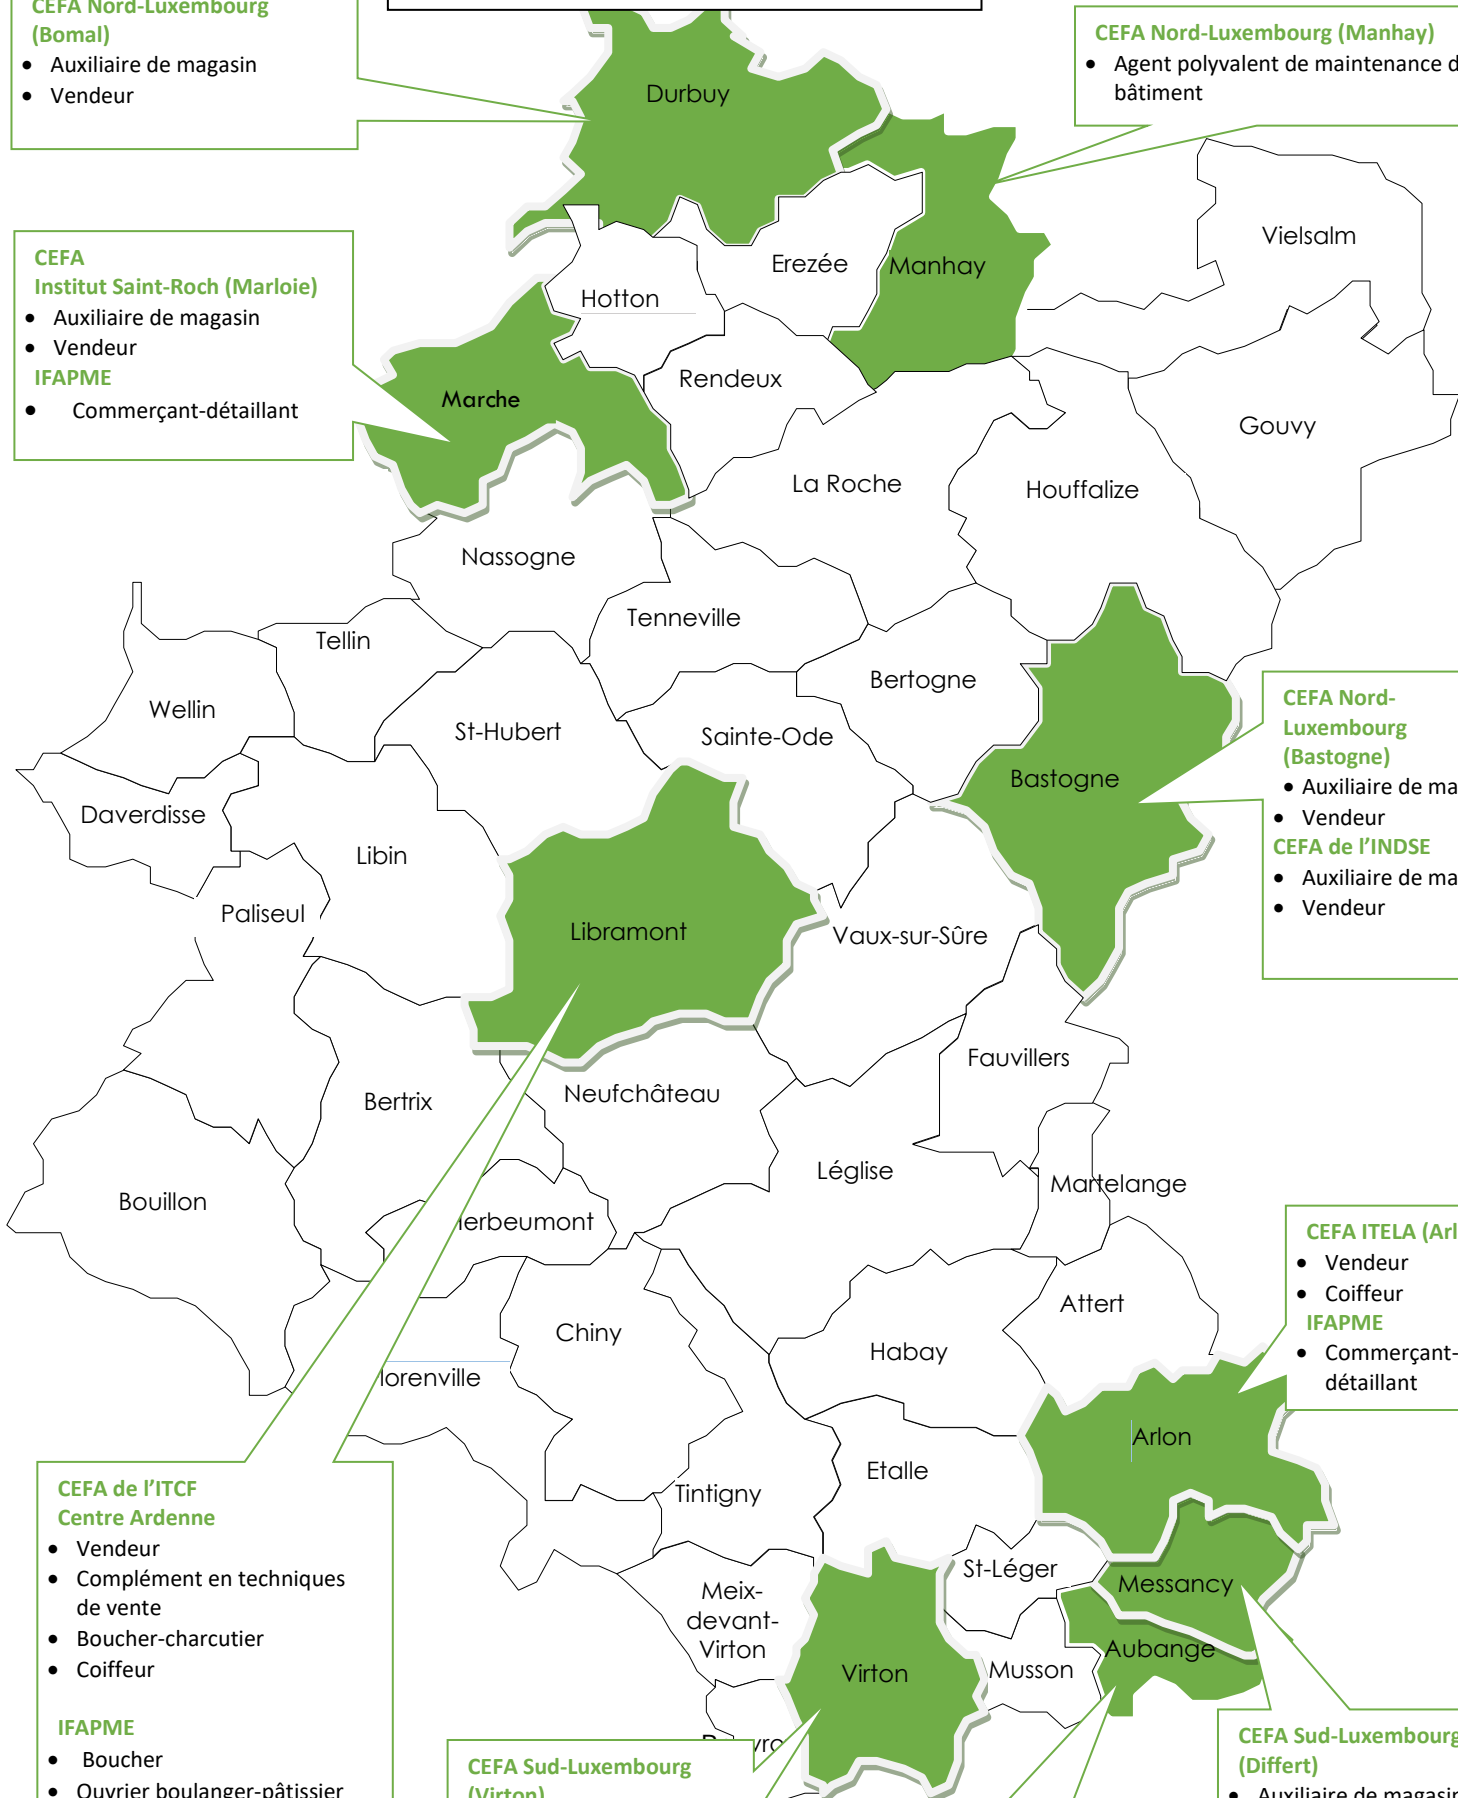 CEFA Nord-Luxembourg
(Bomal)
• Auxiliaire de magasin
• Vendeur
CEFA Nord-Luxembourg (Manhay)
• Agent polyvalent de maintenance d
bâtiment
Durbuy
Vielsalm
Erezée
Manhay
CEFA
Institut Saint-Roch (Marloie)
• Auxiliaire de magasin
• Vendeur
IFAPME
• Commerçant-détaillant
Hotton
Rendeux
Marche
Gouvy
La Roche
Houffalize
Nassogne
Tenneville
Tellin
Bertogne
Wellin
St-Hubert
Sainte-Ode
Bastogne
CEFA Nord-
Luxembourg
(Bastogne)
• Auxiliaire de ma
• Vendeur
CEFA de l’INDSE
• Auxiliaire de ma
• Vendeur
Daverdisse
Libin
Paliseul
Libramont
Vaux-sur-Sûre
Fauvillers
Bertrix
Neufchâteau
Léglise
Martelange
Bouillon
erbeumont
CEFA ITELA (Arl
• Vendeur
• Coiffeur
IFAPME
• Commerçant-
détaillant
Attert
Chiny
Habay
lorenville
Arlon
Etalle
Tintigny
CEFA de l’ITCF
Centre Ardenne
• Vendeur
• Complément en techniques
de vente
• Boucher-charcutier
• Coiffeur
IFAPME
• Boucher
• Ouvrier boulanger-pâtissier
St-Léger
Messancy
Meix-
devant-
Virton
Aubange
Virton
Musson
CEFA Sud-Luxembourg
(Virton)
CEFA Sud-Luxembourg
(Differt)
• Auxiliaire de magasin